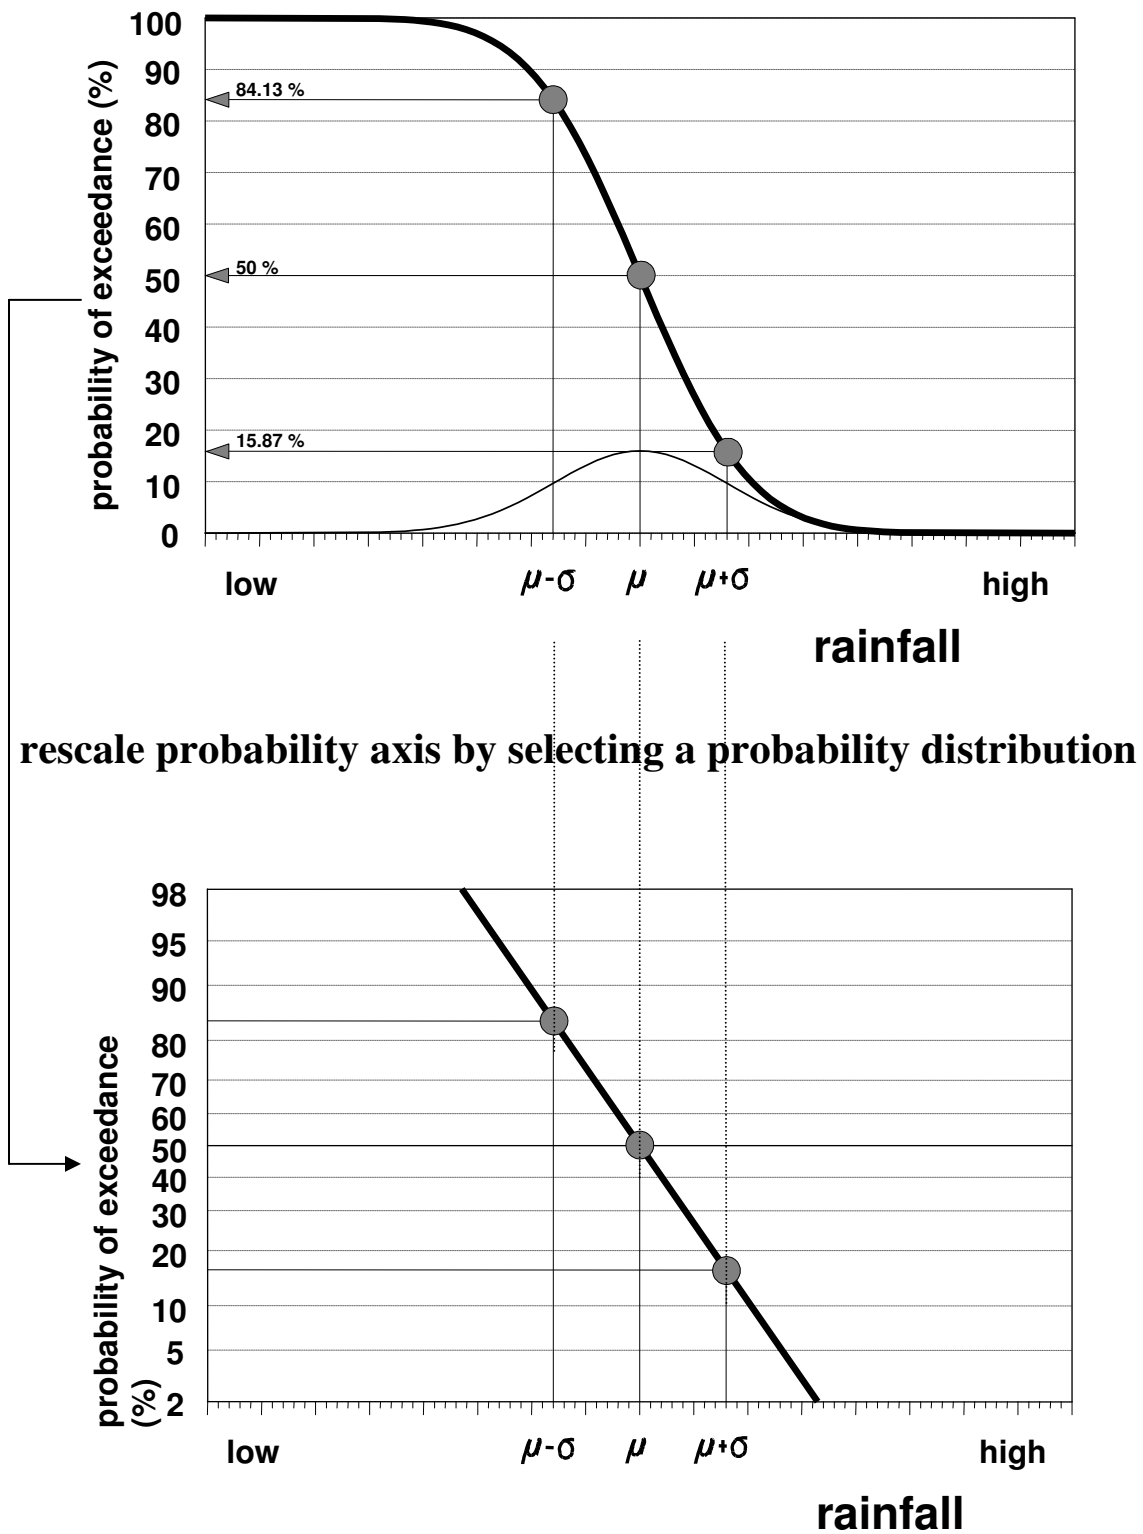 100
90
84.13 %
80
70
60
50 %
50
40
30
20
15.87 %
10
0
probability of exceedance (%)
low
μ-σ
μ
μ+σ
high
rainfall
rescale probability axis by selecting a probability distribution
98
95
90
80
70
60
50
40
30
20
10
5
2
probability of exceedance
(%)
low
μ-σ
μ
μ+σ
high
rainfall